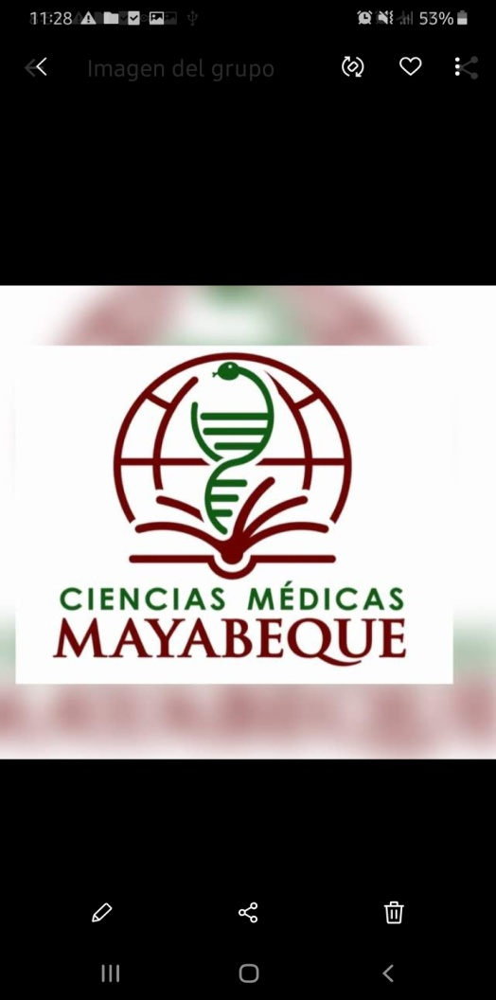 11:28
53%
Imagen del grupo
CIENCIAS MÉDICAS
MAYABEQUE